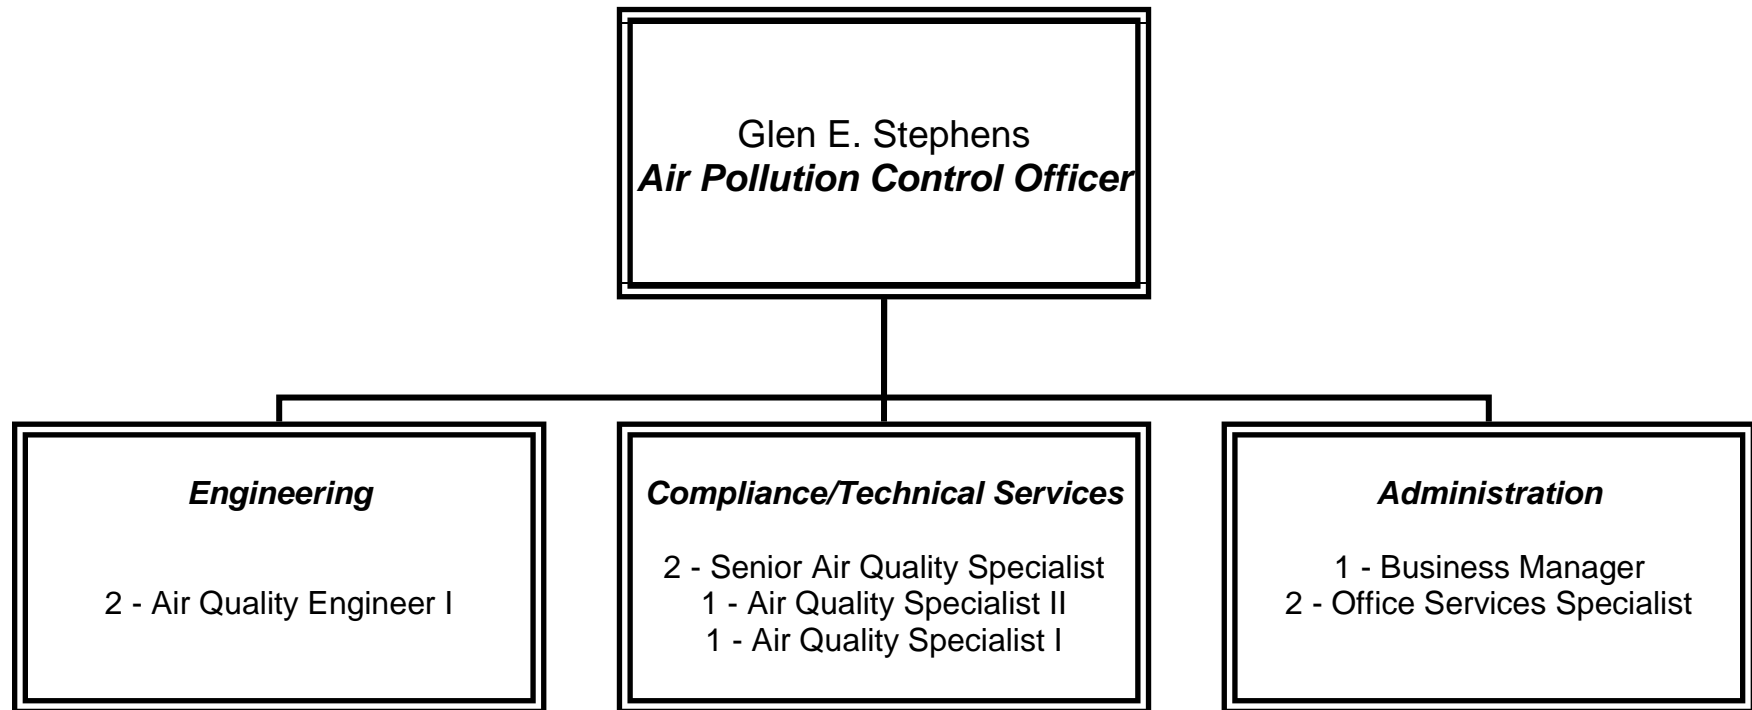 Glen E. Stephens
Air Pollution Control Officer
Engineering
2 - Air Quality Engineer I
Compliance/Technical Services
2 - Senior Air Quality Specialist
1 - Air Quality Specialist II
1 - Air Quality Specialist I
Administration
1 - Business Manager
2 - Office Services Specialist